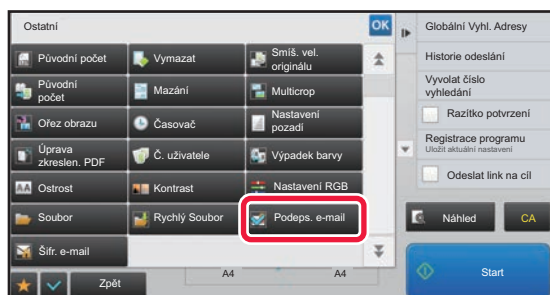 Ostatní
OK
Původní počet
Vymazat
Smíš. vel.
originálu
Původní
počet
Mazání
Multicrop
Ořez obrazu
Časovač
Nastavení
pozadí
Úprava
zkreslen. PDF
Č. uživatele
Výpadek barvy
AA Ostrost
Kontrast
Nastavení RGB
Soubor
Rychlý Soubor
Podeps. e-mail
Šifr. e-mail
Zpět
A4
A4
Globální Vyhl. Adresy
Historie odeslání
Vyvolat číslo
vyhledání
Razítko potvrzení
Registrace programu
Uložit aktuální nastavení
Odeslat link na cíl
Náhled
CA
Start